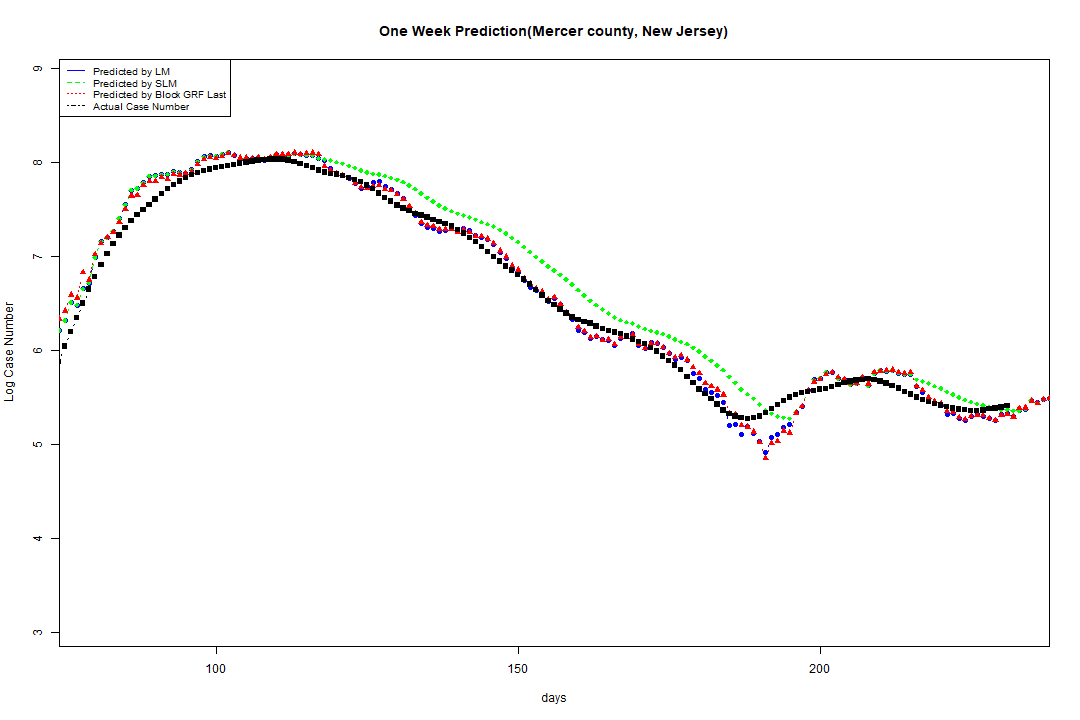 One Week Prediction(Mercer county, New Jersey)
Predicted by LM
Predicted by SLM
Predicted by Block GRF Last
Actual Case Number
9
8
7
6
5
4
3
Log Case Number
100
150
200
days